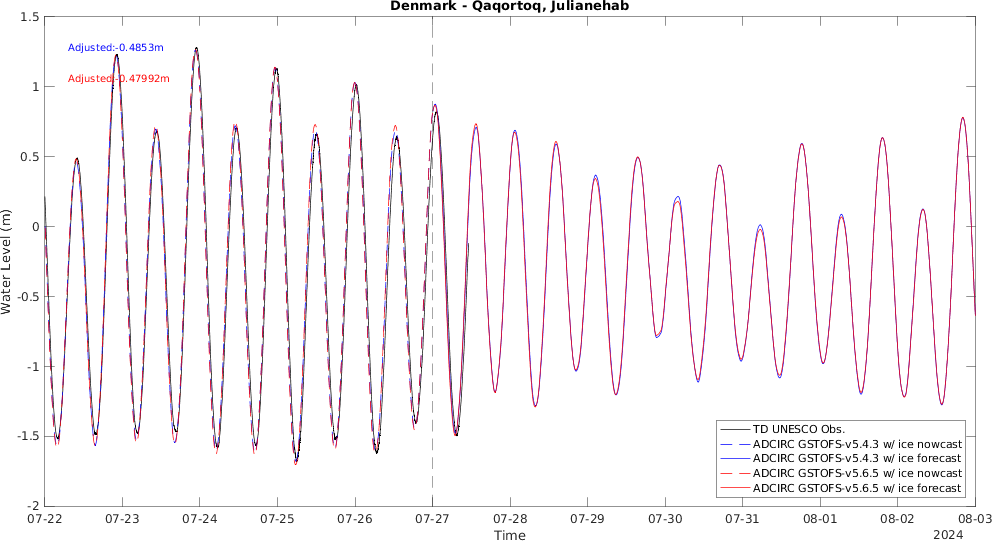 Denmark - Qaqortoq, Julianehab
Adjusted:-0.4853m
Adjusted:-0.47992m
Water Level (m)
1.5
1
0.5
0
-0.5
-1
-1.5
-2
TD UNESCO Obs.
ADCIRC GSTOFS-v5.4.3 w/ ice nowcast
ADCIRC GSTOFS-v5.4.3 w/ ice forecast
ADCIRC GSTOFS-v5.6.5 w/ ice nowcast
ADCIRC GSTOFS-v5.6.5 w/ ice forecast
07-22 07-23 07-24 07-25 07-26 07-27 07-28 07-29 07-30 07-31 08-01 08-02 08-03
Time
2024